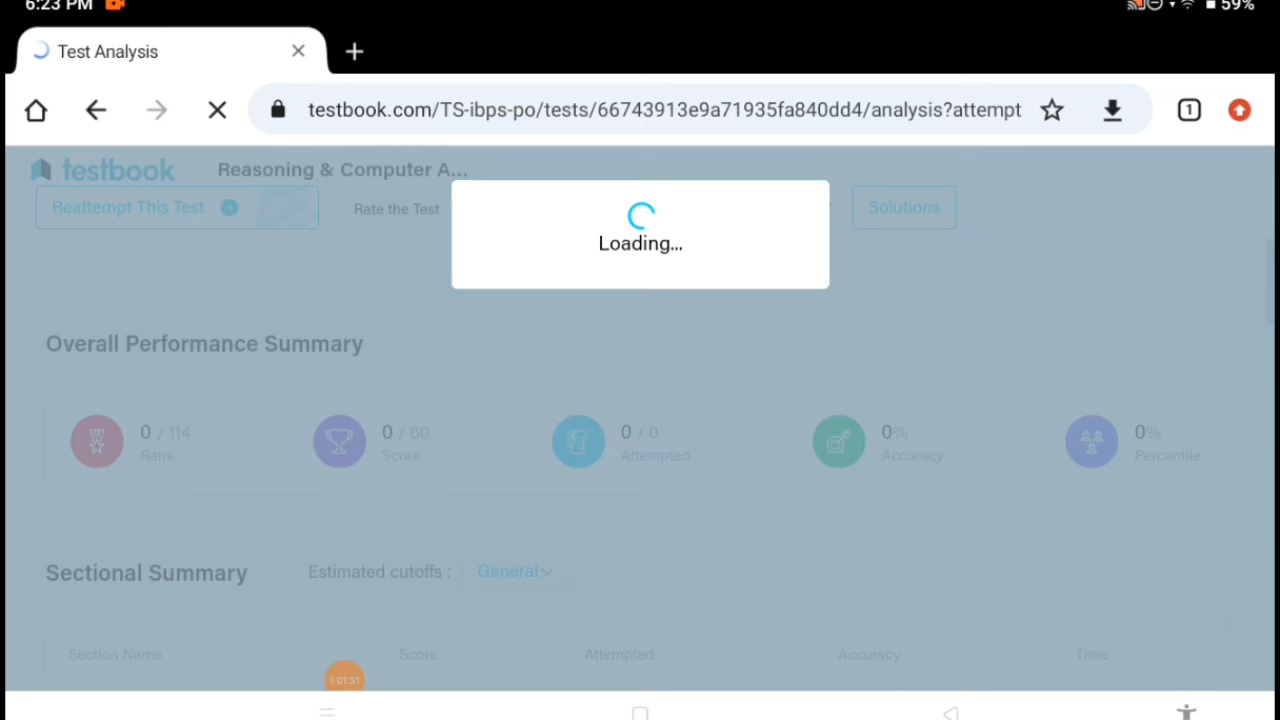 6:23 PM 59%
Test Analysis
testbook.com/TS-ibps-po/tests/66743913e9a71935fa840dd4/analysis?attempt 1
testbook Reasoning & Computer A...
Reattempt This Test Rate the Test Solutions
Loading...
Overall Performance Summary
0 / 114 0 / 60 0 / 0 0% 0%
Rank Score Attempted Accuracy Percentile
Sectional Summary Estimated cutoffs : General
Section Name Score Attempted Accuracy Time
1:01:31